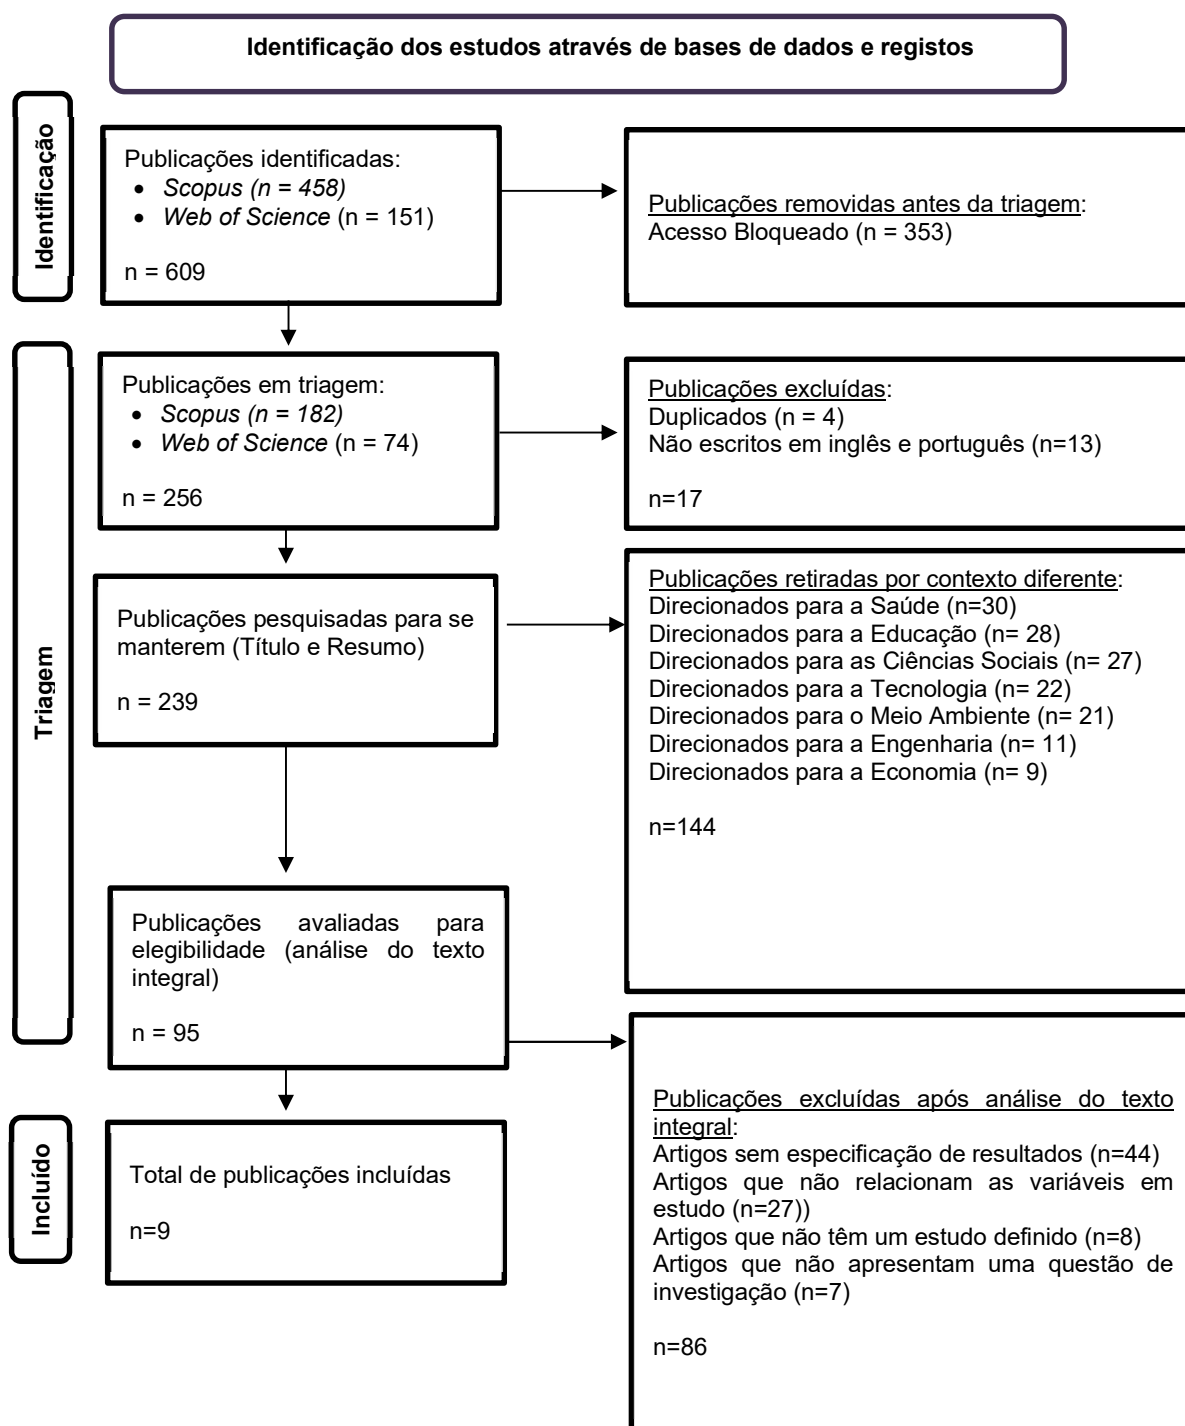 Identificação dos estudos através de bases de dados e registos
Identificação
Publicações identificadas:
• Scopus (n = 458)
• Web of Science (n = 151)
n = 609
Publicações removidas antes da triagem:
Acesso Bloqueado (n = 353)
Triagem
Publicações em triagem:
• Scopus (n = 182)
• Web of Science (n = 74)
n = 256
Publicações excluídas:
Duplicados (n = 4)
Não escritos em inglês e português (n=13)
n=17
Publicações pesquisadas para se
manterem (Título e Resumo)
n = 239
Publicações retiradas por contexto diferente:
Direcionados para a Saúde (n=30)
Direcionados para a Educação (n= 28)
Direcionados para as Ciências Sociais (n= 27)
Direcionados para a Tecnologia (n= 22)
Direcionados para o Meio Ambiente (n= 21)
Direcionados para a Engenharia (n= 11)
Direcionados para a Economia (n= 9)
n=144
Publicações avaliadas para
elegibilidade (análise do texto
integral)
n = 95
Publicações excluídas após análise do texto
integral:
Artigos sem especificação de resultados (n=44)
Artigos que não relacionam as variáveis em
estudo (n=27))
Artigos que não têm um estudo definido (n=8)
Artigos que não apresentam uma questão de
investigação (n=7)
n=86
Incluído
Total de publicações incluídas
n=9